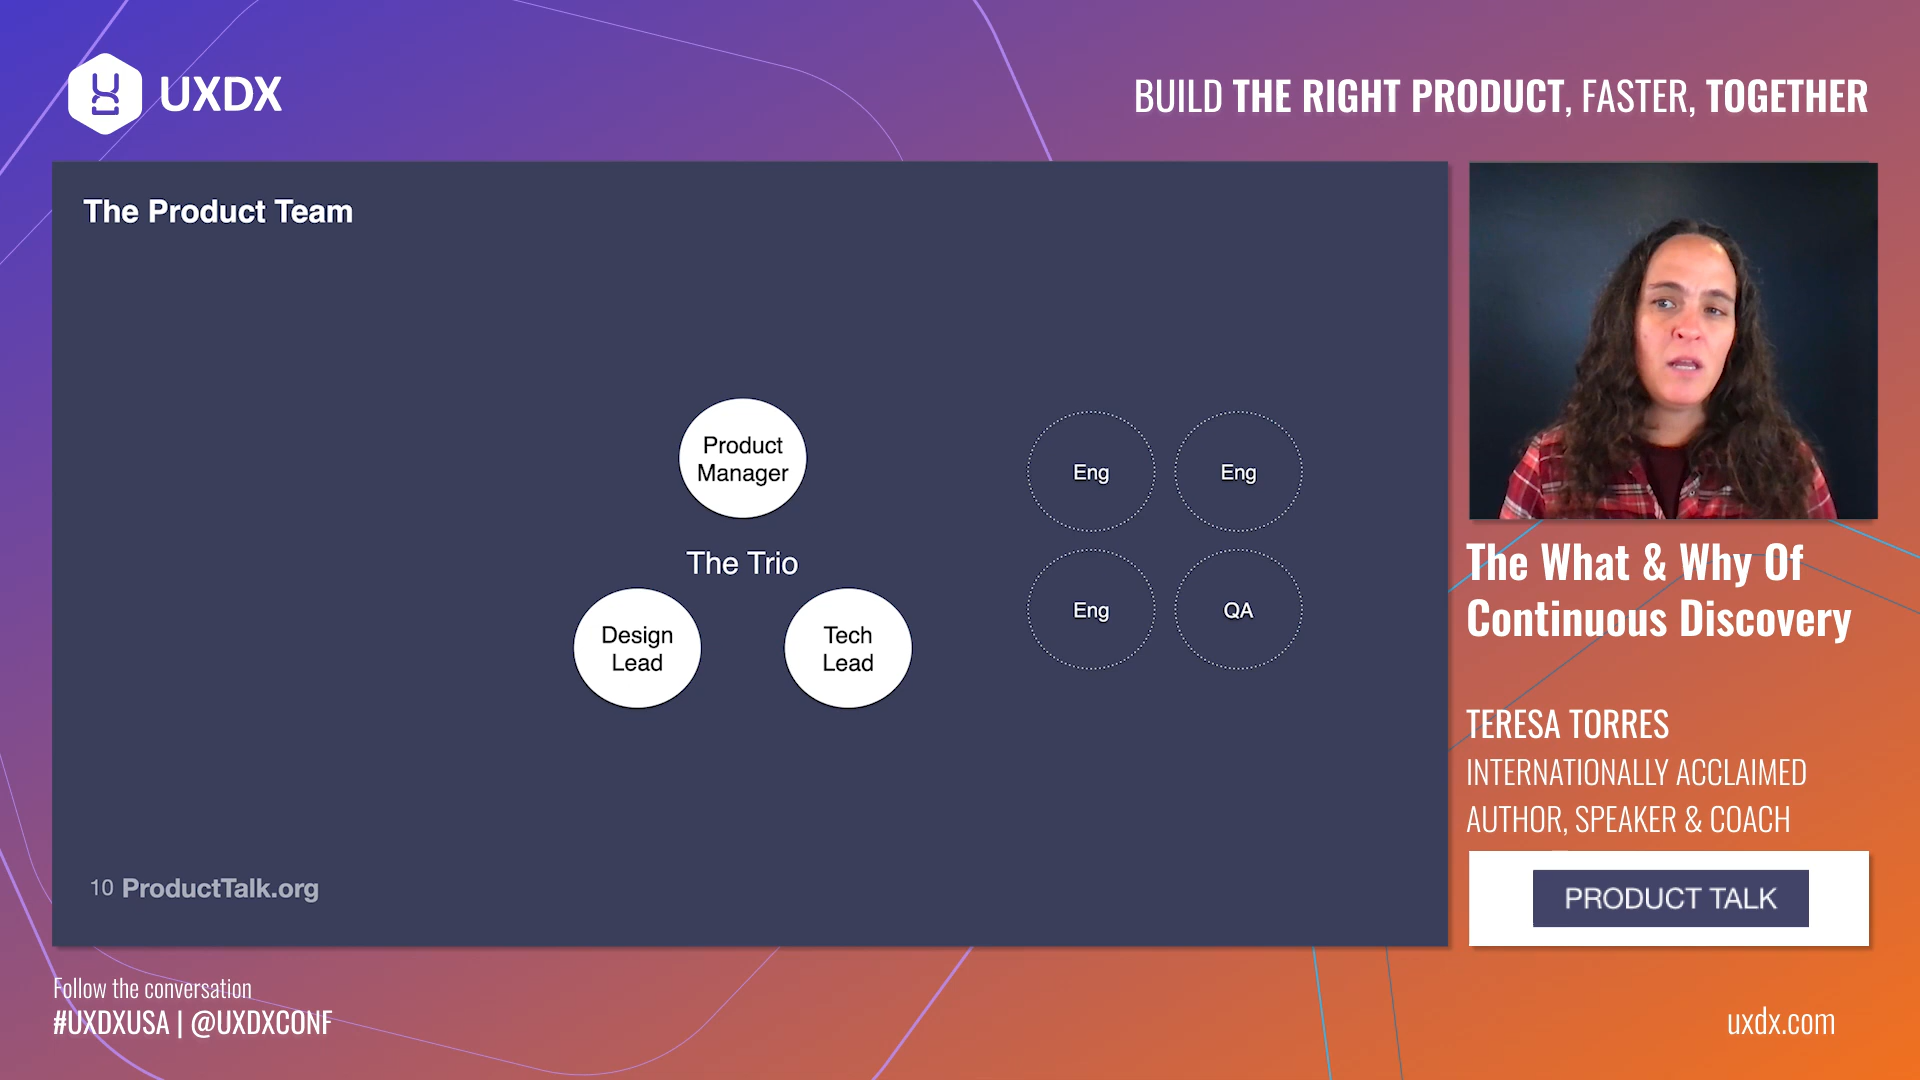 UXDX
BUILD THE RIGHT PRODUCT, FASTER, TOGETHER
The Product Team
Product
Manager
The Trio
Design
Lead
Tech
Lead
Eng
Eng
Eng
QA
10 ProductTalk.org
The What & Why Of
Continuous Discovery
TERESA TORRES
INTERNATIONALLY ACCLAIMED
AUTHOR, SPEAKER & COACH
PRODUCT TALK
Follow the conversation
#UXDXUSA | @UXDXCONF
uxdx.com